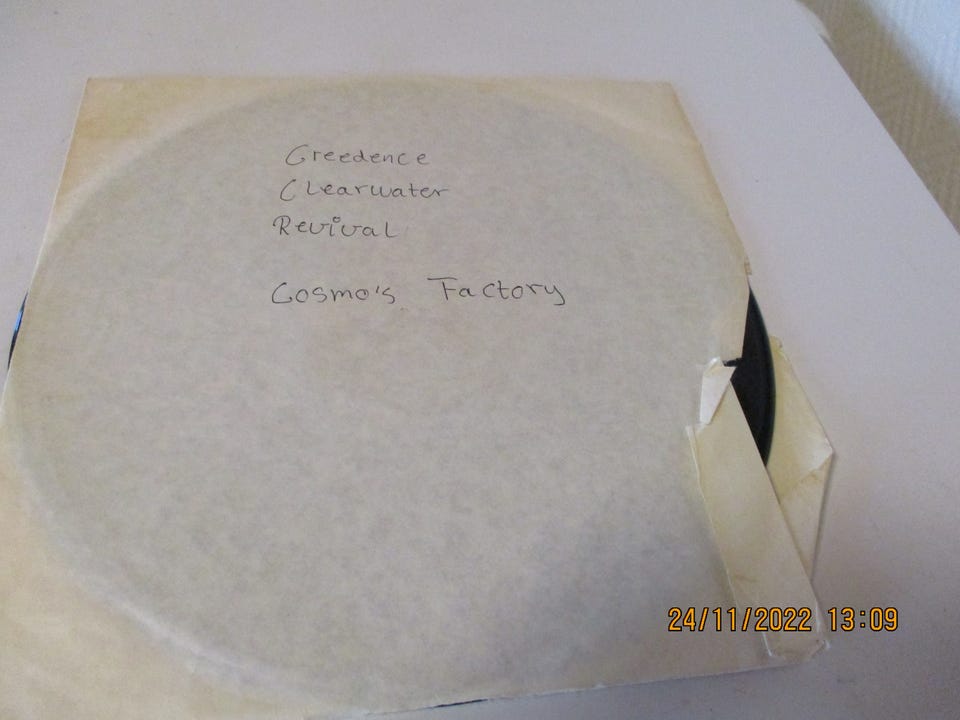 Creedence
Clearwater
Revival
Cosmo's Factory
24/11/2022 13:09